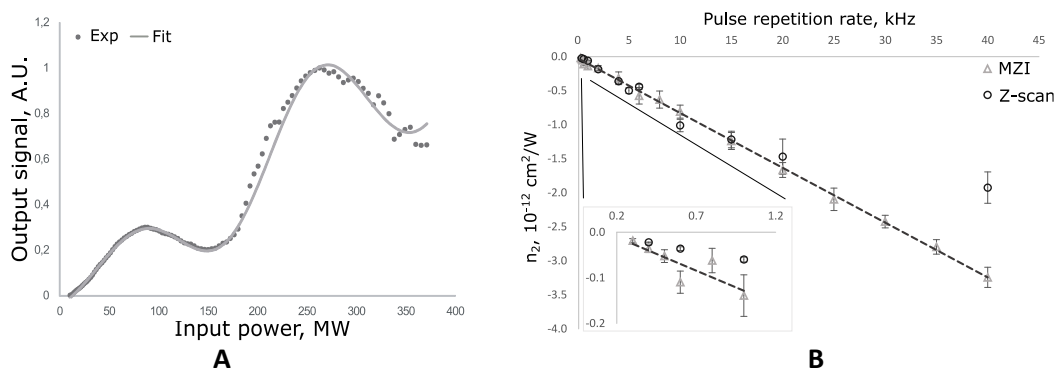 1,2
1
0,8
0,6
0,4
0,2
0
Output signal, A.U.
Exp
Fit
0 50 100 150 200 250 300 350 400
Input power, MW
A
Pulse repetition rate, kHz
0 5 10 15 20 25 30 35 40 45
0.0
-0.5
-1.0
-1.5
-2.0
-2.5
-3.0
-3.5
-4.0
n2, 10-12 cm2/W
MZI
Z-scan
0.2 0.7 1.2
0.0
-0.1
-0.2
B